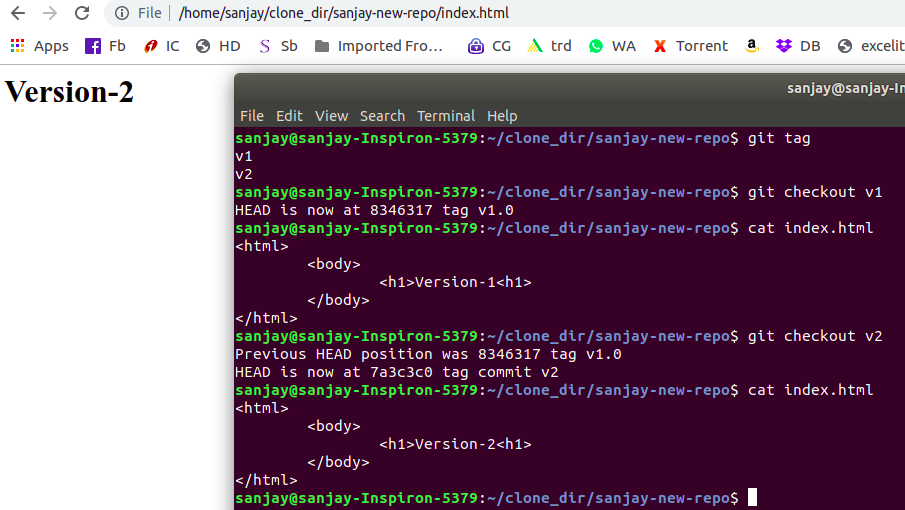 File /home/sanjay/clone_dir/sanjay-new-repo/index.html
Apps Fb IC HD Sb Imported Fro… CG trd WA Torrent DB excelit
Version-2
sanjay@sanjay-In
File Edit View Search Terminal Help
sanjay@sanjay-Inspiron-5379:~/clone_dir/sanjay-new-repo$ git tag
v1
v2
sanjay@sanjay-Inspiron-5379:~/clone_dir/sanjay-new-repo$ git checkout v1
HEAD is now at 8346317 tag v1.0
sanjay@sanjay-Inspiron-5379:~/clone_dir/sanjay-new-repo$ cat index.html
<html>
        <body>
                <h1>Version-1<h1>
        </body>
</html>
sanjay@sanjay-Inspiron-5379:~/clone_dir/sanjay-new-repo$ git checkout v2
Previous HEAD position was 8346317 tag v1.0
HEAD is now at 7a3c3c0 tag commit v2
sanjay@sanjay-Inspiron-5379:~/clone_dir/sanjay-new-repo$ cat index.html
<html>
        <body>
                <h1>Version-2<h1>
        </body>
</html>
sanjay@sanjay-Inspiron-5379:~/clone_dir/sanjay-new-repo$